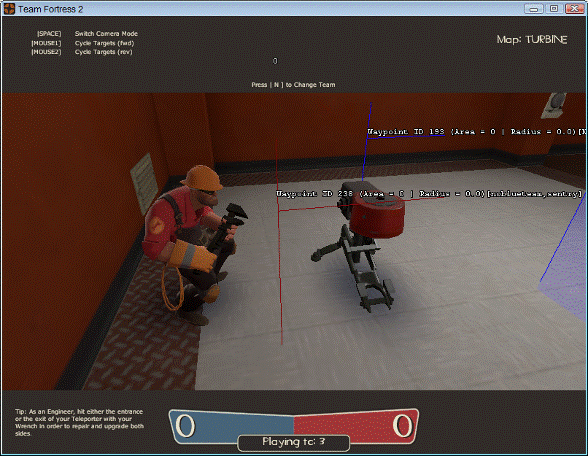 Team Fortress 2
[SPACE] Switch Camera Mode
[MOUSE1] Cycle Targets (fwd)
[MOUSE2] Cycle Targets (rev)
Map: TURBINE
0
Press [ N ] to Change Team
Waypoint ID 193 (Area = 0 | Radius = 0.0)[
Waypoint ID 238 (Area = 0 | Radius = 0.0)[noblueteam,sentry]
Tip: As an Engineer, hit either the entrance
or the exit of your Teleporter with your
Wrench in order to repair and upgrade both
sides.
0
0
Playing to: 3